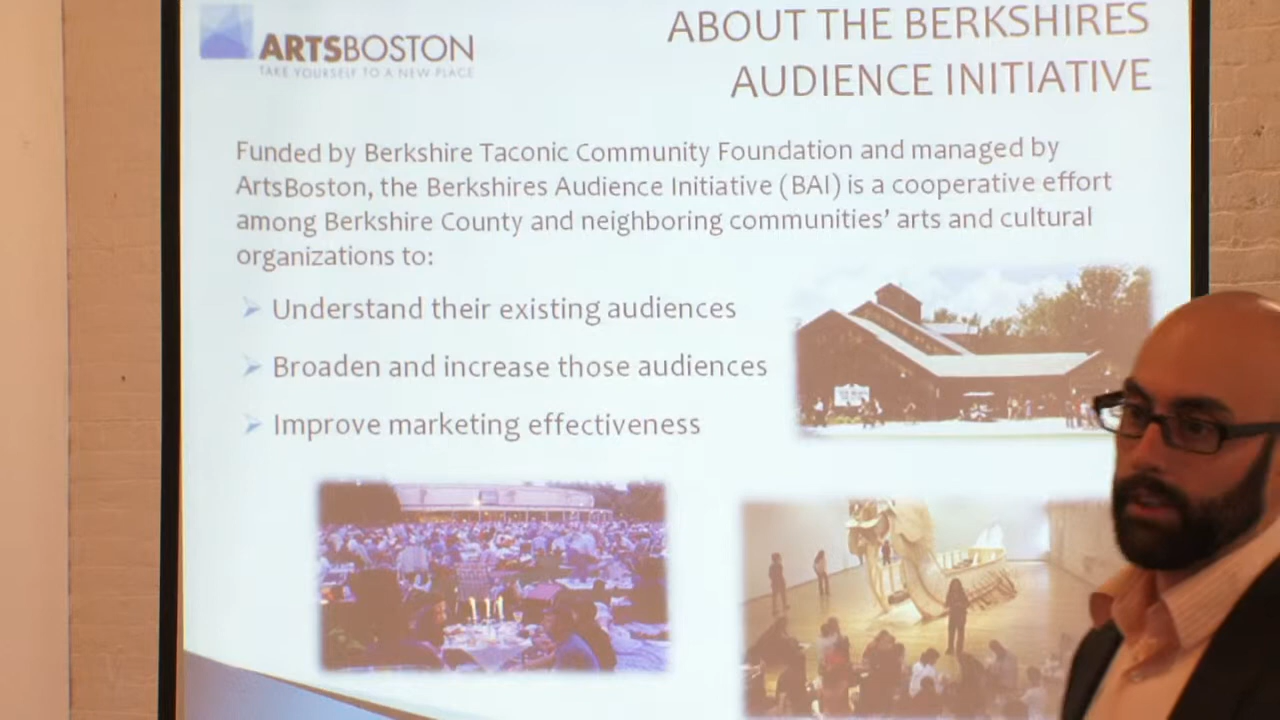 ARTSBOSTON
TAKE YOURSELF TO A NEW PLACE
ABOUT THE BERKSHIRES
AUDIENCE INITIATIVE
Funded by Berkshire Taconic Community Foundation and managed by
ArtsBoston, the Berkshires Audience Initiative (BAI) is a cooperative effort
among Berkshire County and neighboring communities’ arts and cultural
organizations to:
Understand their existing audiences
Broaden and increase those audiences
Improve marketing effectiveness